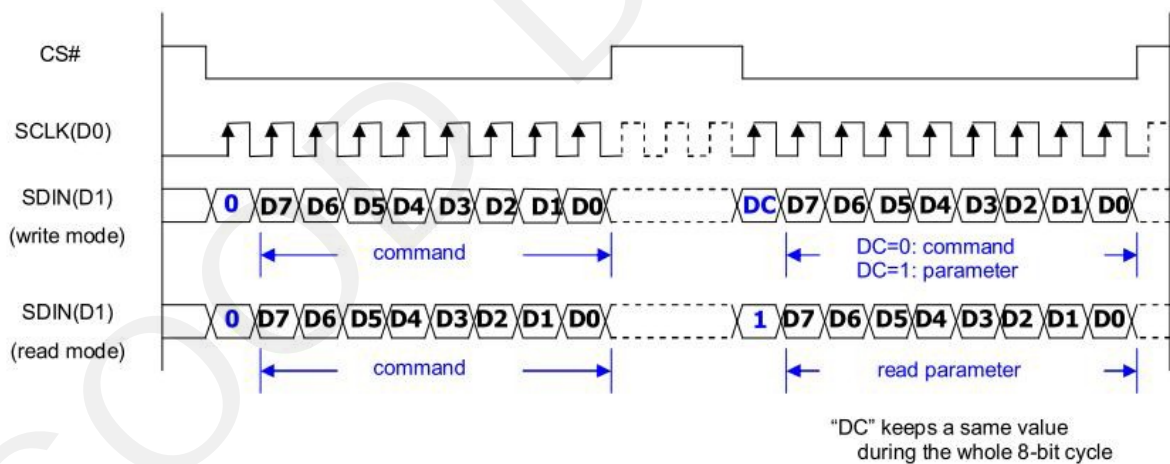 CS#
SCLK(D0)
SDIN(D1)
(write mode)
0 D7 D6 D5 D4 D3 D2 D1 D0
DC D7 D6 D5 D4 D3 D2 D1 D0
command
DC=0: command
DC=1: parameter
SDIN(D1)
(read mode)
0 D7 D6 D5 D4 D3 D2 D1 D0
1 D7 D6 D5 D4 D3 D2 D1 D0
command
read parameter
“DC” keeps a same value
during the whole 8-bit cycle